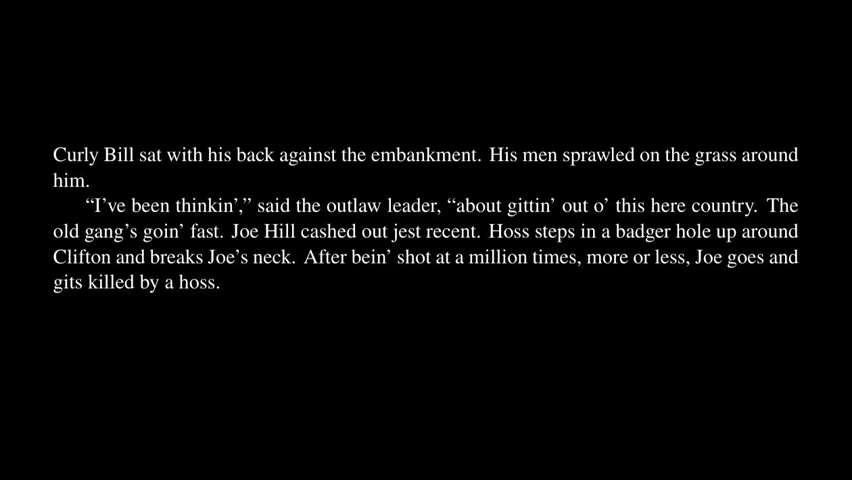 Curly Bill sat with his back against the embankment. His men sprawled on the grass around
him.
“I’ve been thinkin’,” said the outlaw leader, “about gittin’ out o’ this here country. The
old gang’s goin’ fast. Joe Hill cashed out jest recent. Hoss steps in a badger hole up around
Clifton and breaks Joe’s neck. After bein’ shot at a million times, more or less, Joe goes and
gits killed by a hoss.